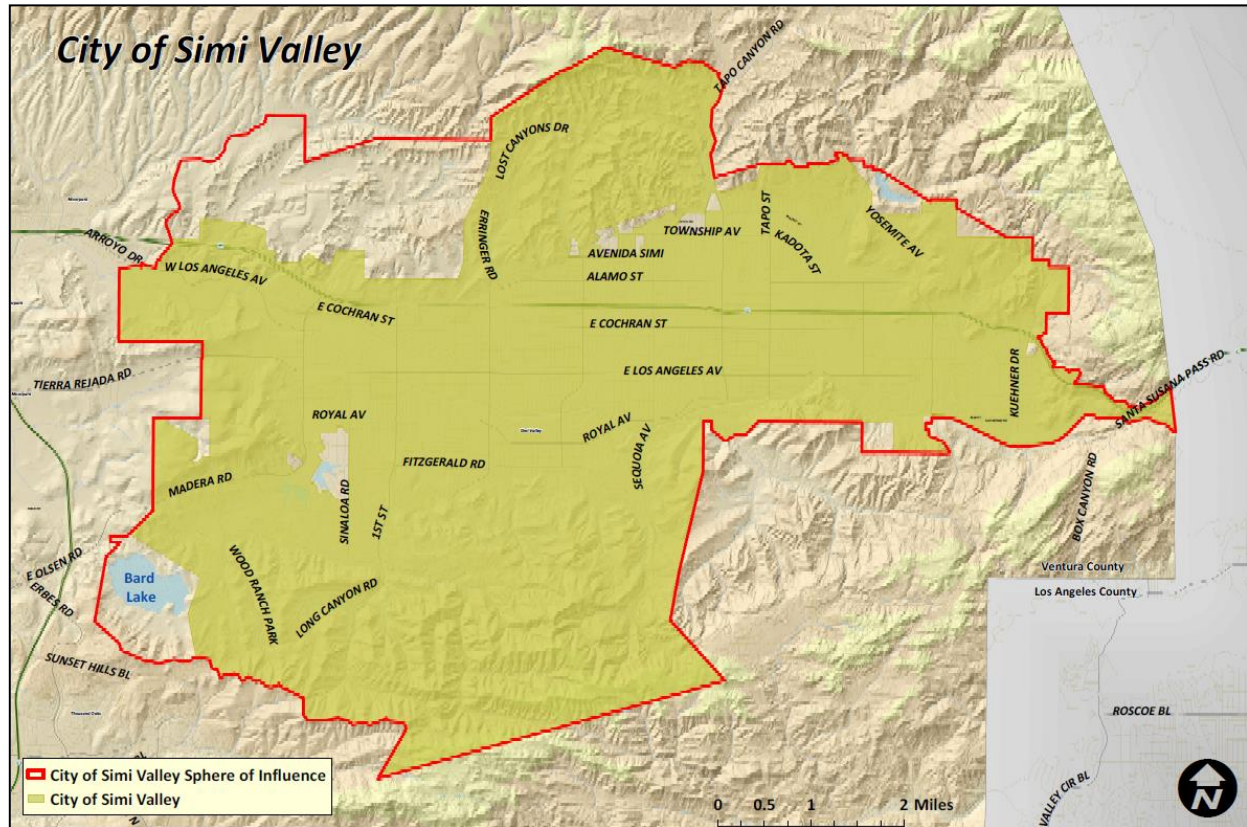 City of Simi Valley
TAPO CANYON RD
LOST CANYONS DR
ERRINGER RD
TOWNSHIP AV
TAPO ST
KADOTA ST
YOSEMITE AV
ARROYO DR
W LOS ANGELES AV
AVENIDA SIMI
ALAMO ST
E COCHRAN ST
E COCHRAN ST
E LOS ANGELES AV
KUEHNER DR
SANTA SUSANA PASS RD
TIERRA REJADA RD
ROYAL AV
Simi Valley
ROYAL AV
SEQUOIA AV
FITZGERALD RD
MADERA RD
SINALOA RD
1ST ST
BOX CANYON RD
E OLSEN RD
ERBES RD
Bard
Lake
WOOD RANCH PARK
LONG CANYON RD
Ventura County
Los Angeles County
SUNSET HILLS BL
Thousand Oaks
ROSCOE BL
VALLEY CIR BL
City of Simi Valley Sphere of Influence
City of Simi Valley
0 0.5 1 2 Miles
N